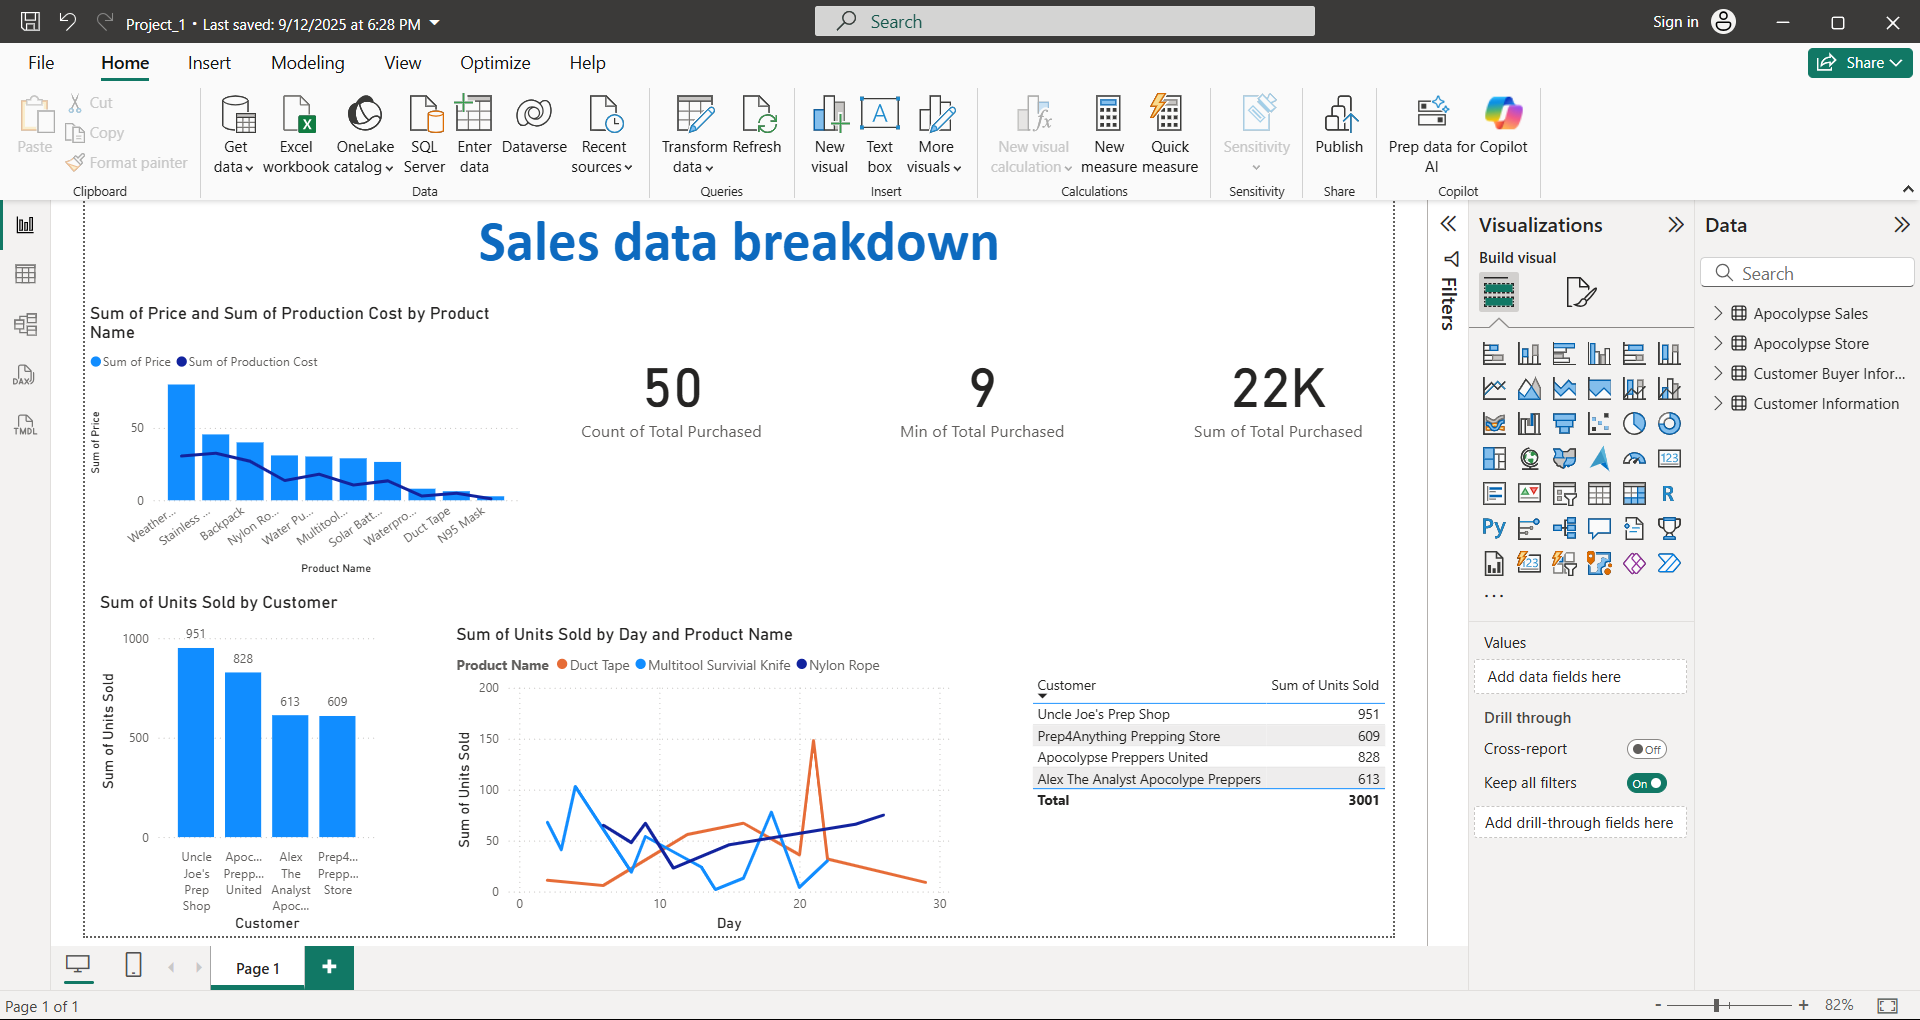 Project_1 • Last saved: 9/12/2025 at 6:28 PM
Search
Sign in
File Home Insert Modeling View Optimize Help
Share
Paste
Cut
Copy
Format painter
Clipboard
Get data
Excel workbook
OneLake catalog
SQL Server
Enter data
Dataverse
Recent sources
Data
Transform data
Refresh
Queries
New visual
Text box
More visuals
Insert
New visual calculation
New measure
Quick measure
Calculations
Sensitivity
Sensitivity
Publish
Share
Prep data for AI
Copilot
Copilot
DAX
TMDL
Sales data breakdown
Sum of Price and Sum of Production Cost by Product
Name
Sum of Price Sum of Production Cost
Sum of Price
50
0
Weather...
Stainless ...
Backpack
Nylon Ro...
Water Pu...
Multitool...
Solar Batt...
Waterpro...
Duct Tape
N95 Mask
Product Name
50
Count of Total Purchased
9
Min of Total Purchased
22K
Sum of Total Purchased
Sum of Units Sold by Customer
Sum of Units Sold
1000
500
0
951
828
613
609
Uncle Joe's Prep Shop
Apoc... Prepp... United
Alex The Analyst Apoc...
Prep4... Prepp... Store
Customer
Sum of Units Sold by Day and Product Name
Product Name Duct Tape Multitool Survivial Knife Nylon Rope
Sum of Units Sold
200
150
100
50
0
0 10 20 30
Day
Customer Sum of Units Sold
Uncle Joe's Prep Shop 951
Prep4Anything Prepping Store 609
Apocolypse Preppers United 828
Alex The Analyst Apocolype Preppers 613
Total 3001
Filters
Visualizations
Build visual
123
R
Py
123
...
Values
Add data fields here
Drill through
Cross-report Off
Keep all filters On
Add drill-through fields here
Data
Search
Apocolypse Sales
Apocolypse Store
Customer Buyer Infor...
Customer Information
Page 1
+
Page 1 of 1
- + 82%